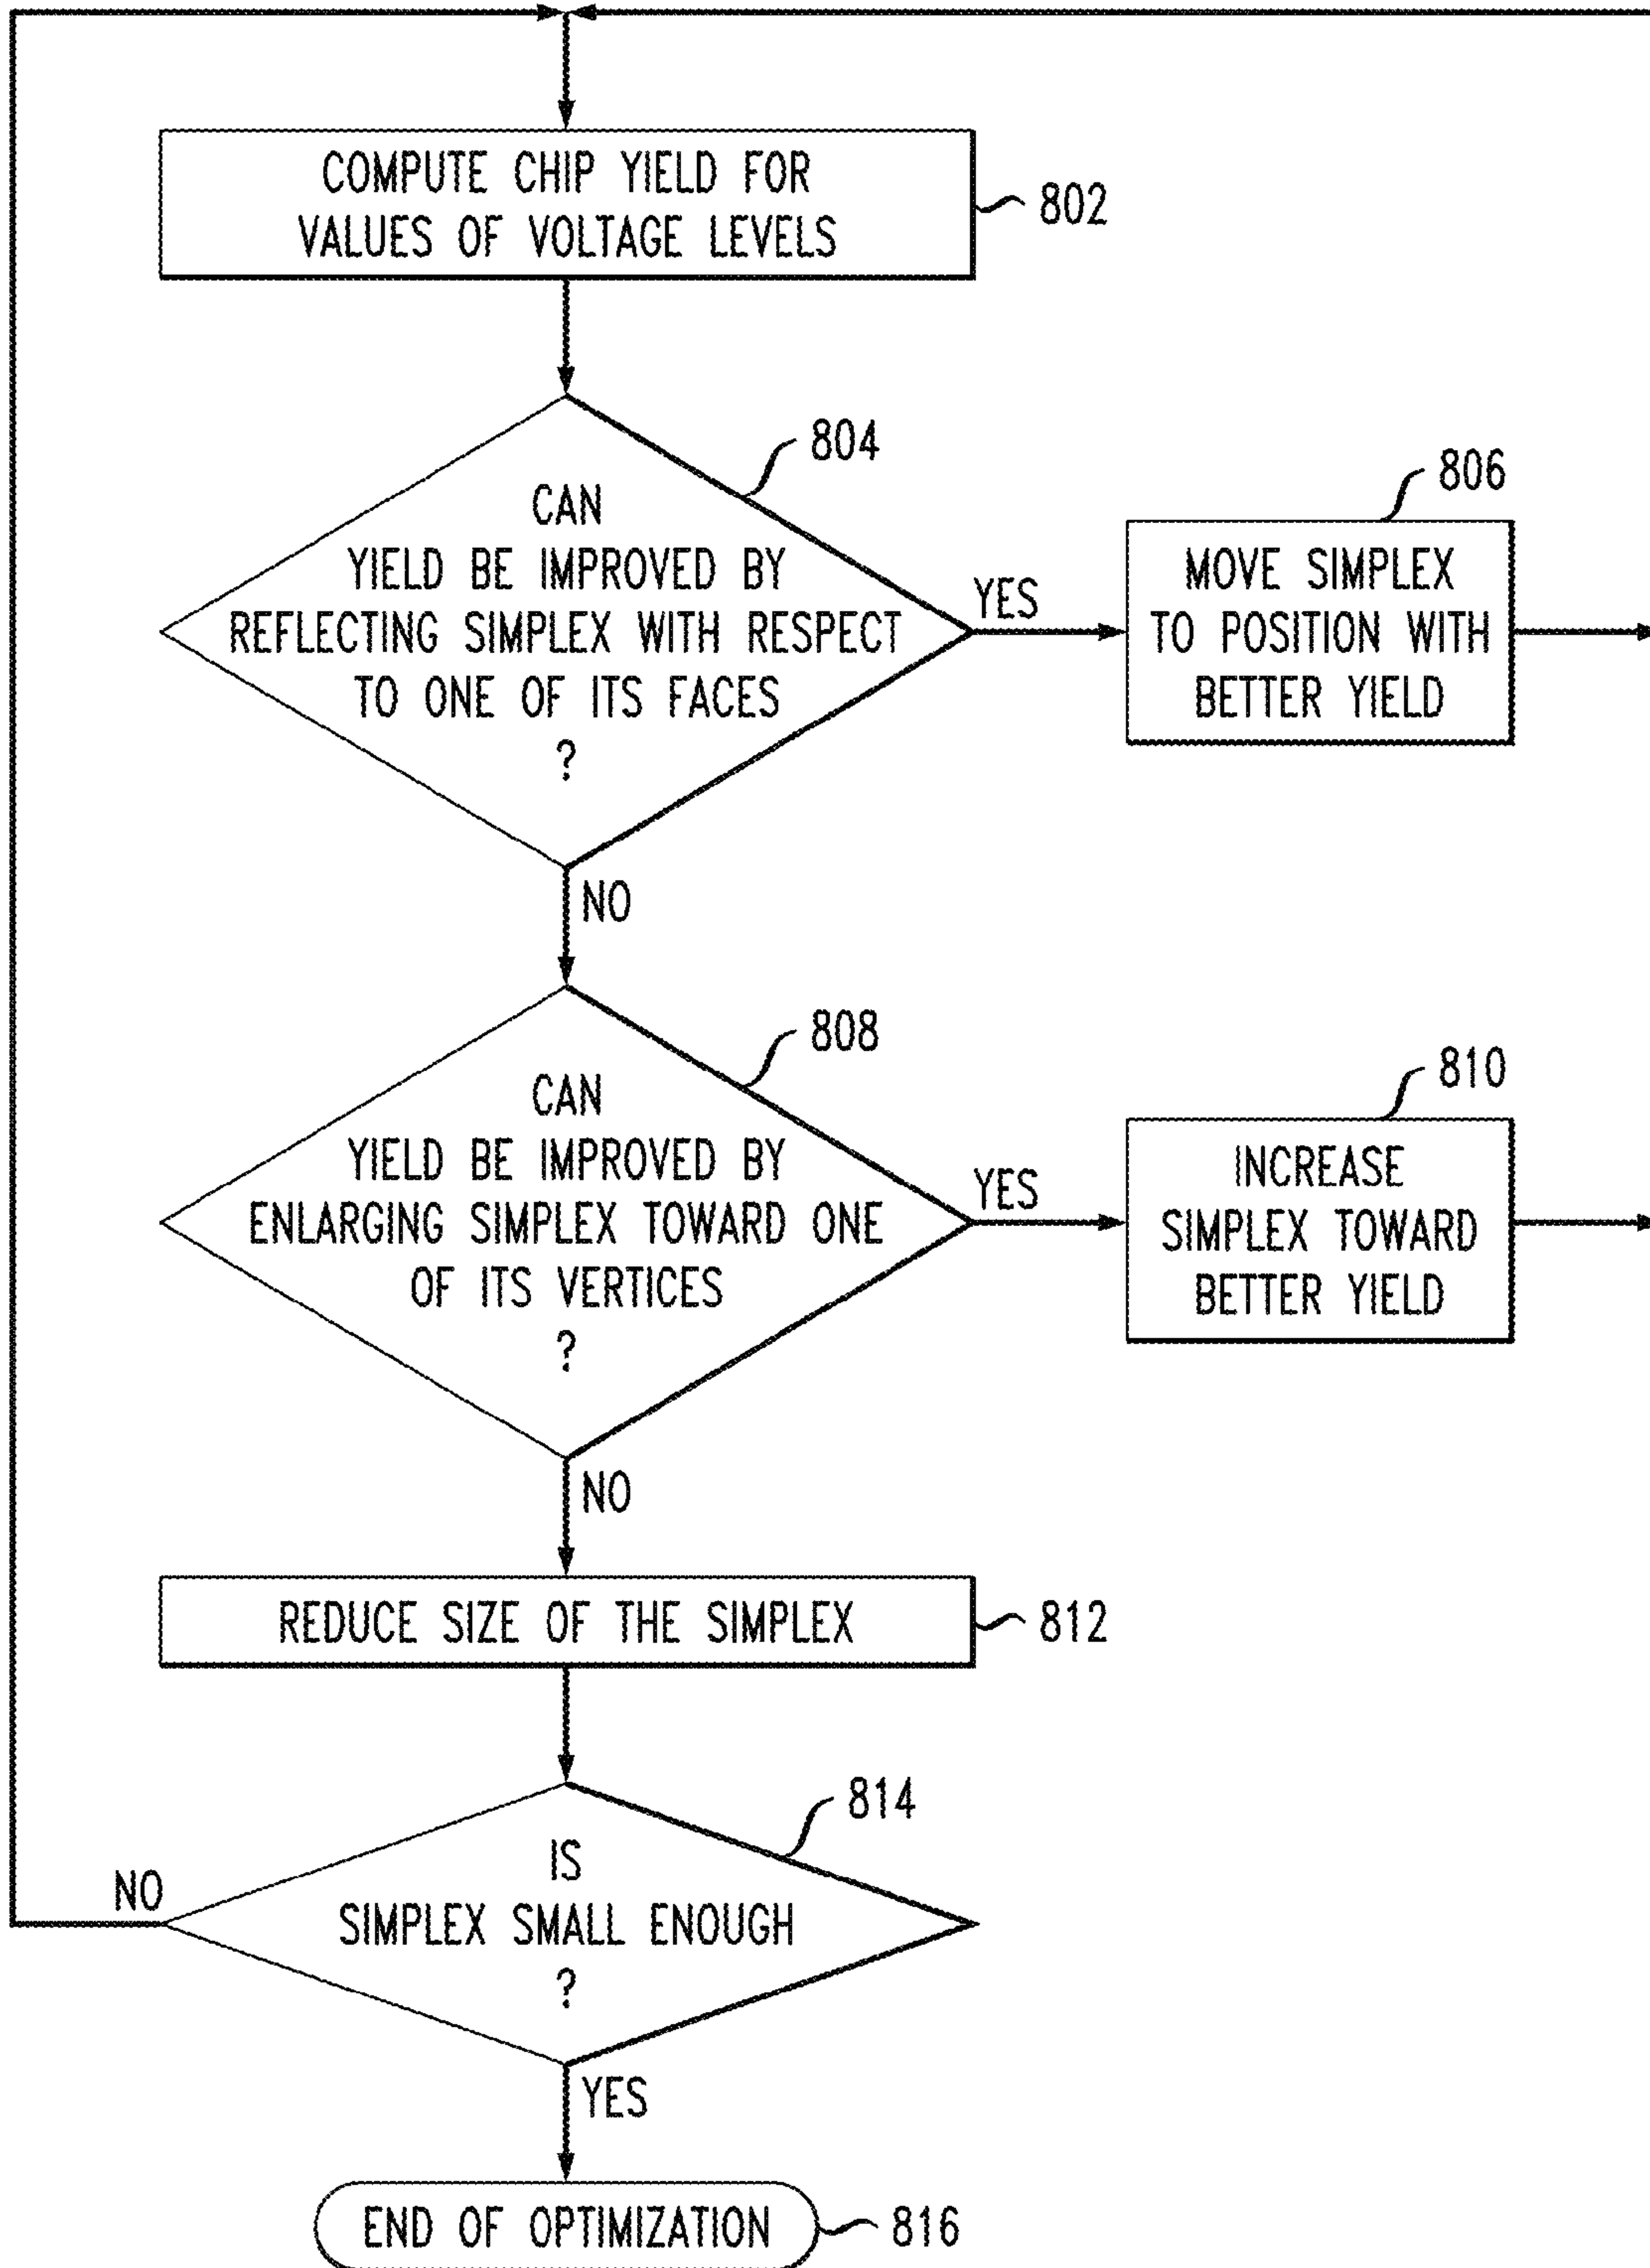 COMPUTE CHIP YIELD FOR
VALUES OF VOLTAGE LEVELS
802
804
CAN
YIELD BE IMPROVED BY
REFLECTING SIMPLEX WITH RESPECT
TO ONE OF ITS FACES
?
YES
806
MOVE SIMPLEX
TO POSITION WITH
BETTER YIELD
NO
808
CAN
YIELD BE IMPROVED BY
ENLARGING SIMPLEX TOWARD ONE
OF ITS VERTICES
?
YES
810
INCREASE
SIMPLEX TOWARD
BETTER YIELD
NO
REDUCE SIZE OF THE SIMPLEX
812
814
IS
SIMPLEX SMALL ENOUGH
?
NO
YES
END OF OPTIMIZATION
816